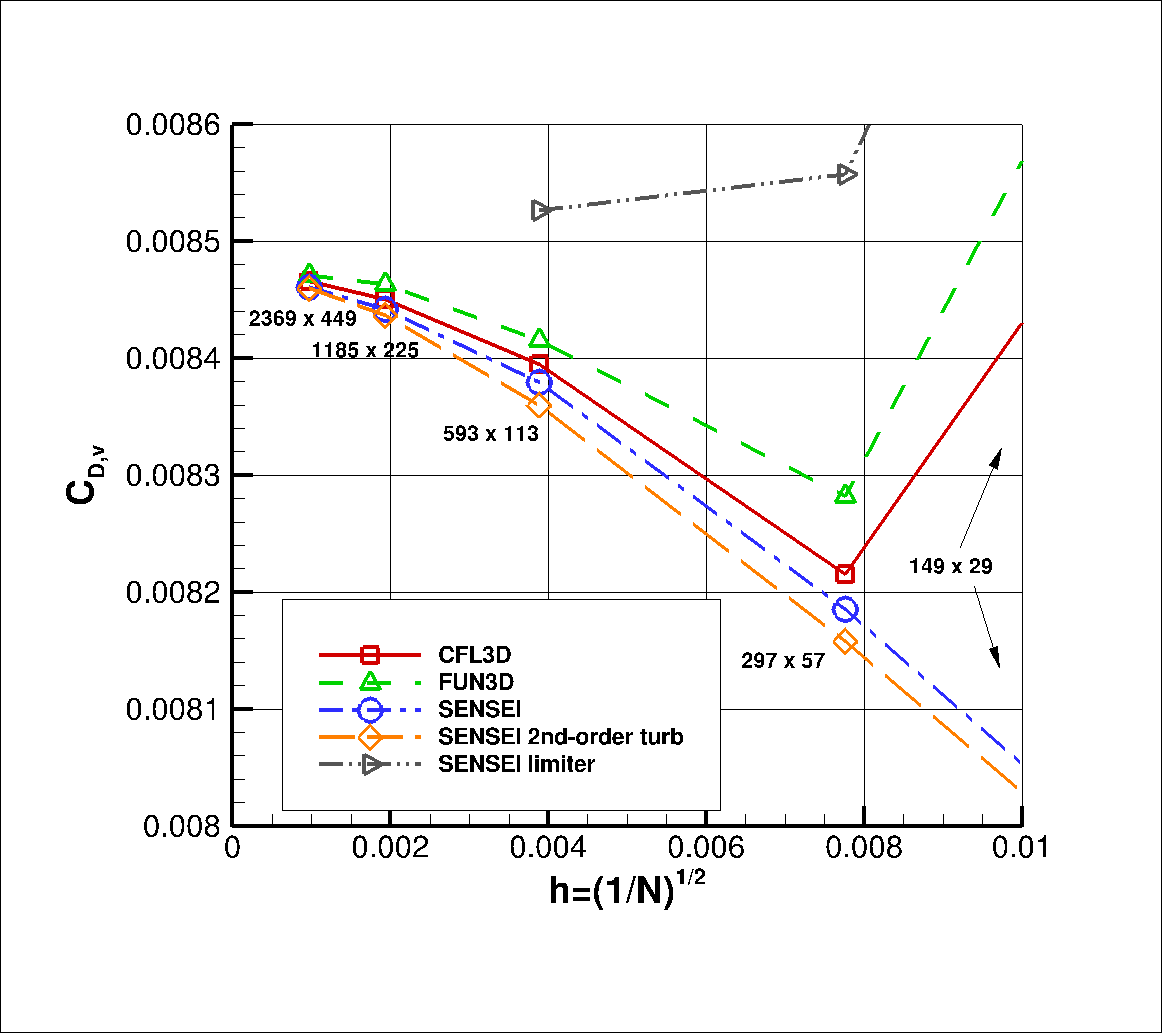 0.0086
0.0085
0.0084
0.0083
0.0082
0.0081
0.008
C_D,v
2369 x 449
1185 x 225
593 x 113
149 x 29
297 x 57
CFL3D
FUN3D
SENSEI
SENSEI 2nd-order turb
SENSEI limiter
0 0.002 0.004 0.006 0.008 0.01
h=(1/N)^1/2